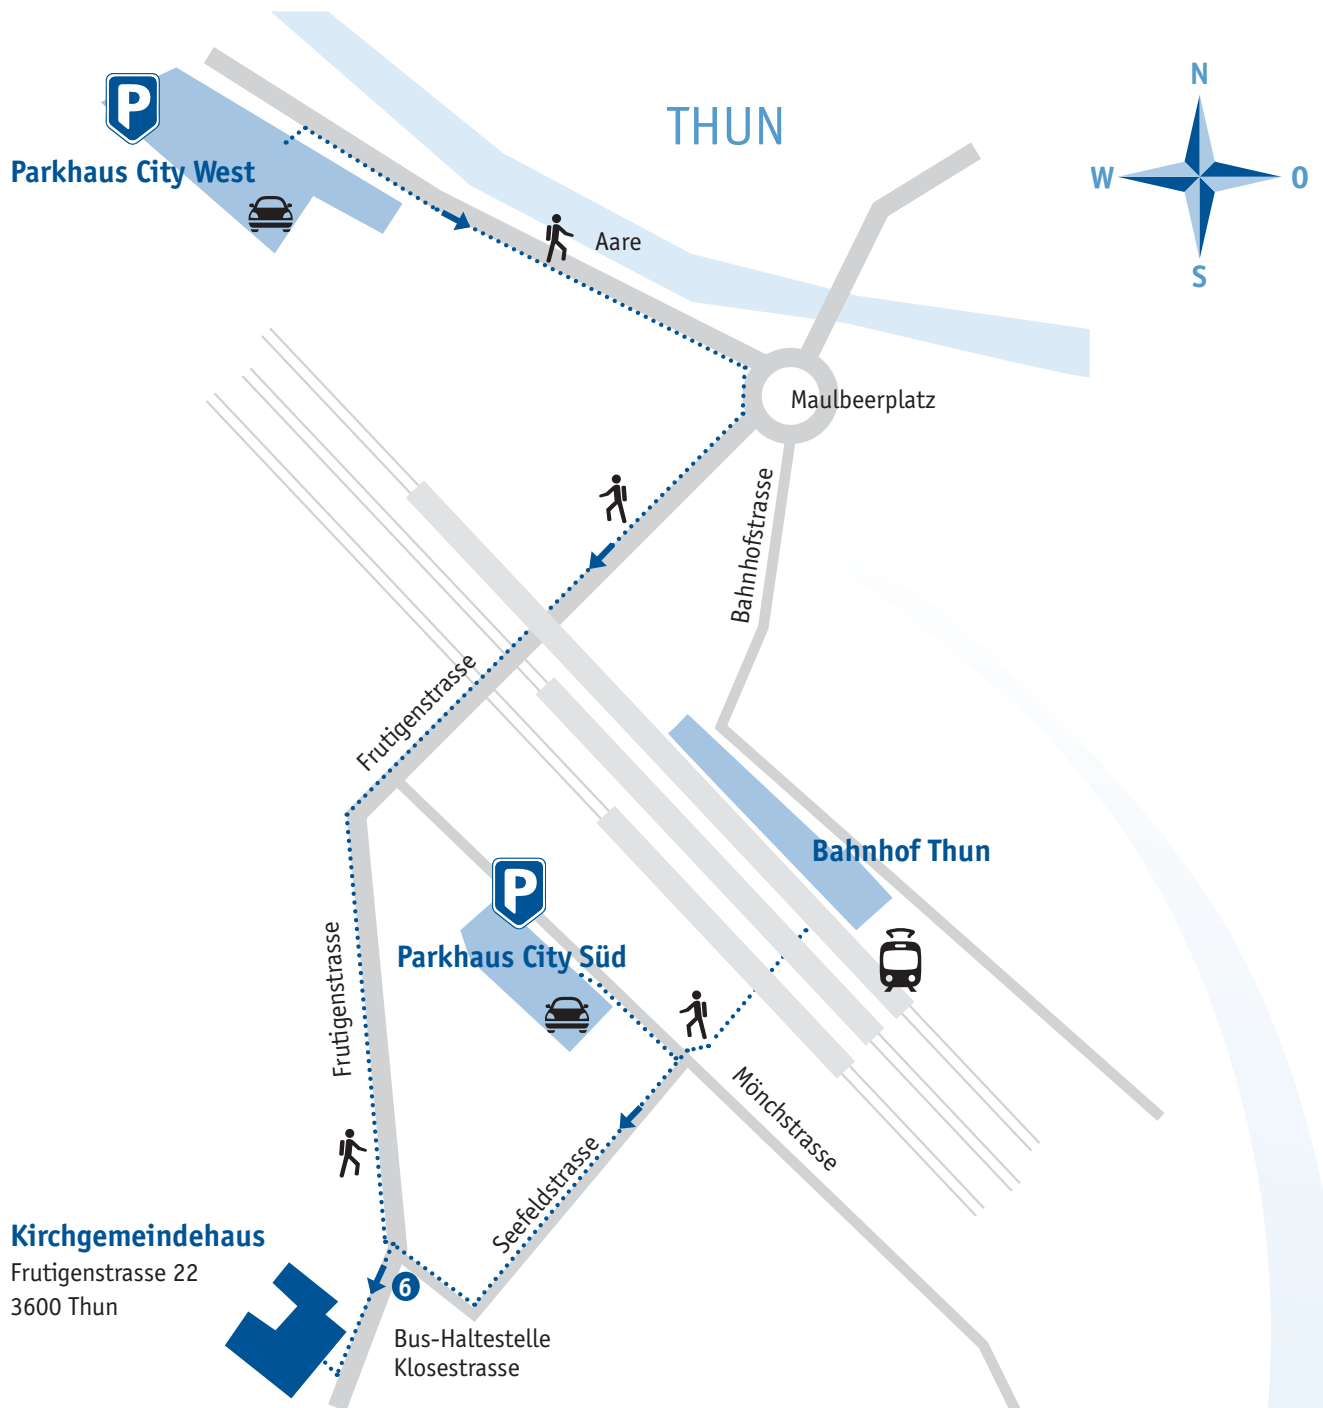 THUN
N
W
O
S
P
Parkhaus City West
Aare
Maulbeerplatz
Bahnhofstrasse
Frutigenstrasse
Bahnhof Thun
P
Parkhaus City Süd
Frutigenstrasse
Mönchstrasse
Seefeldstrasse
Kirchgemeindehaus
Frutigenstrasse 22
3600 Thun
6
Bus-Haltestelle
Klosestrasse